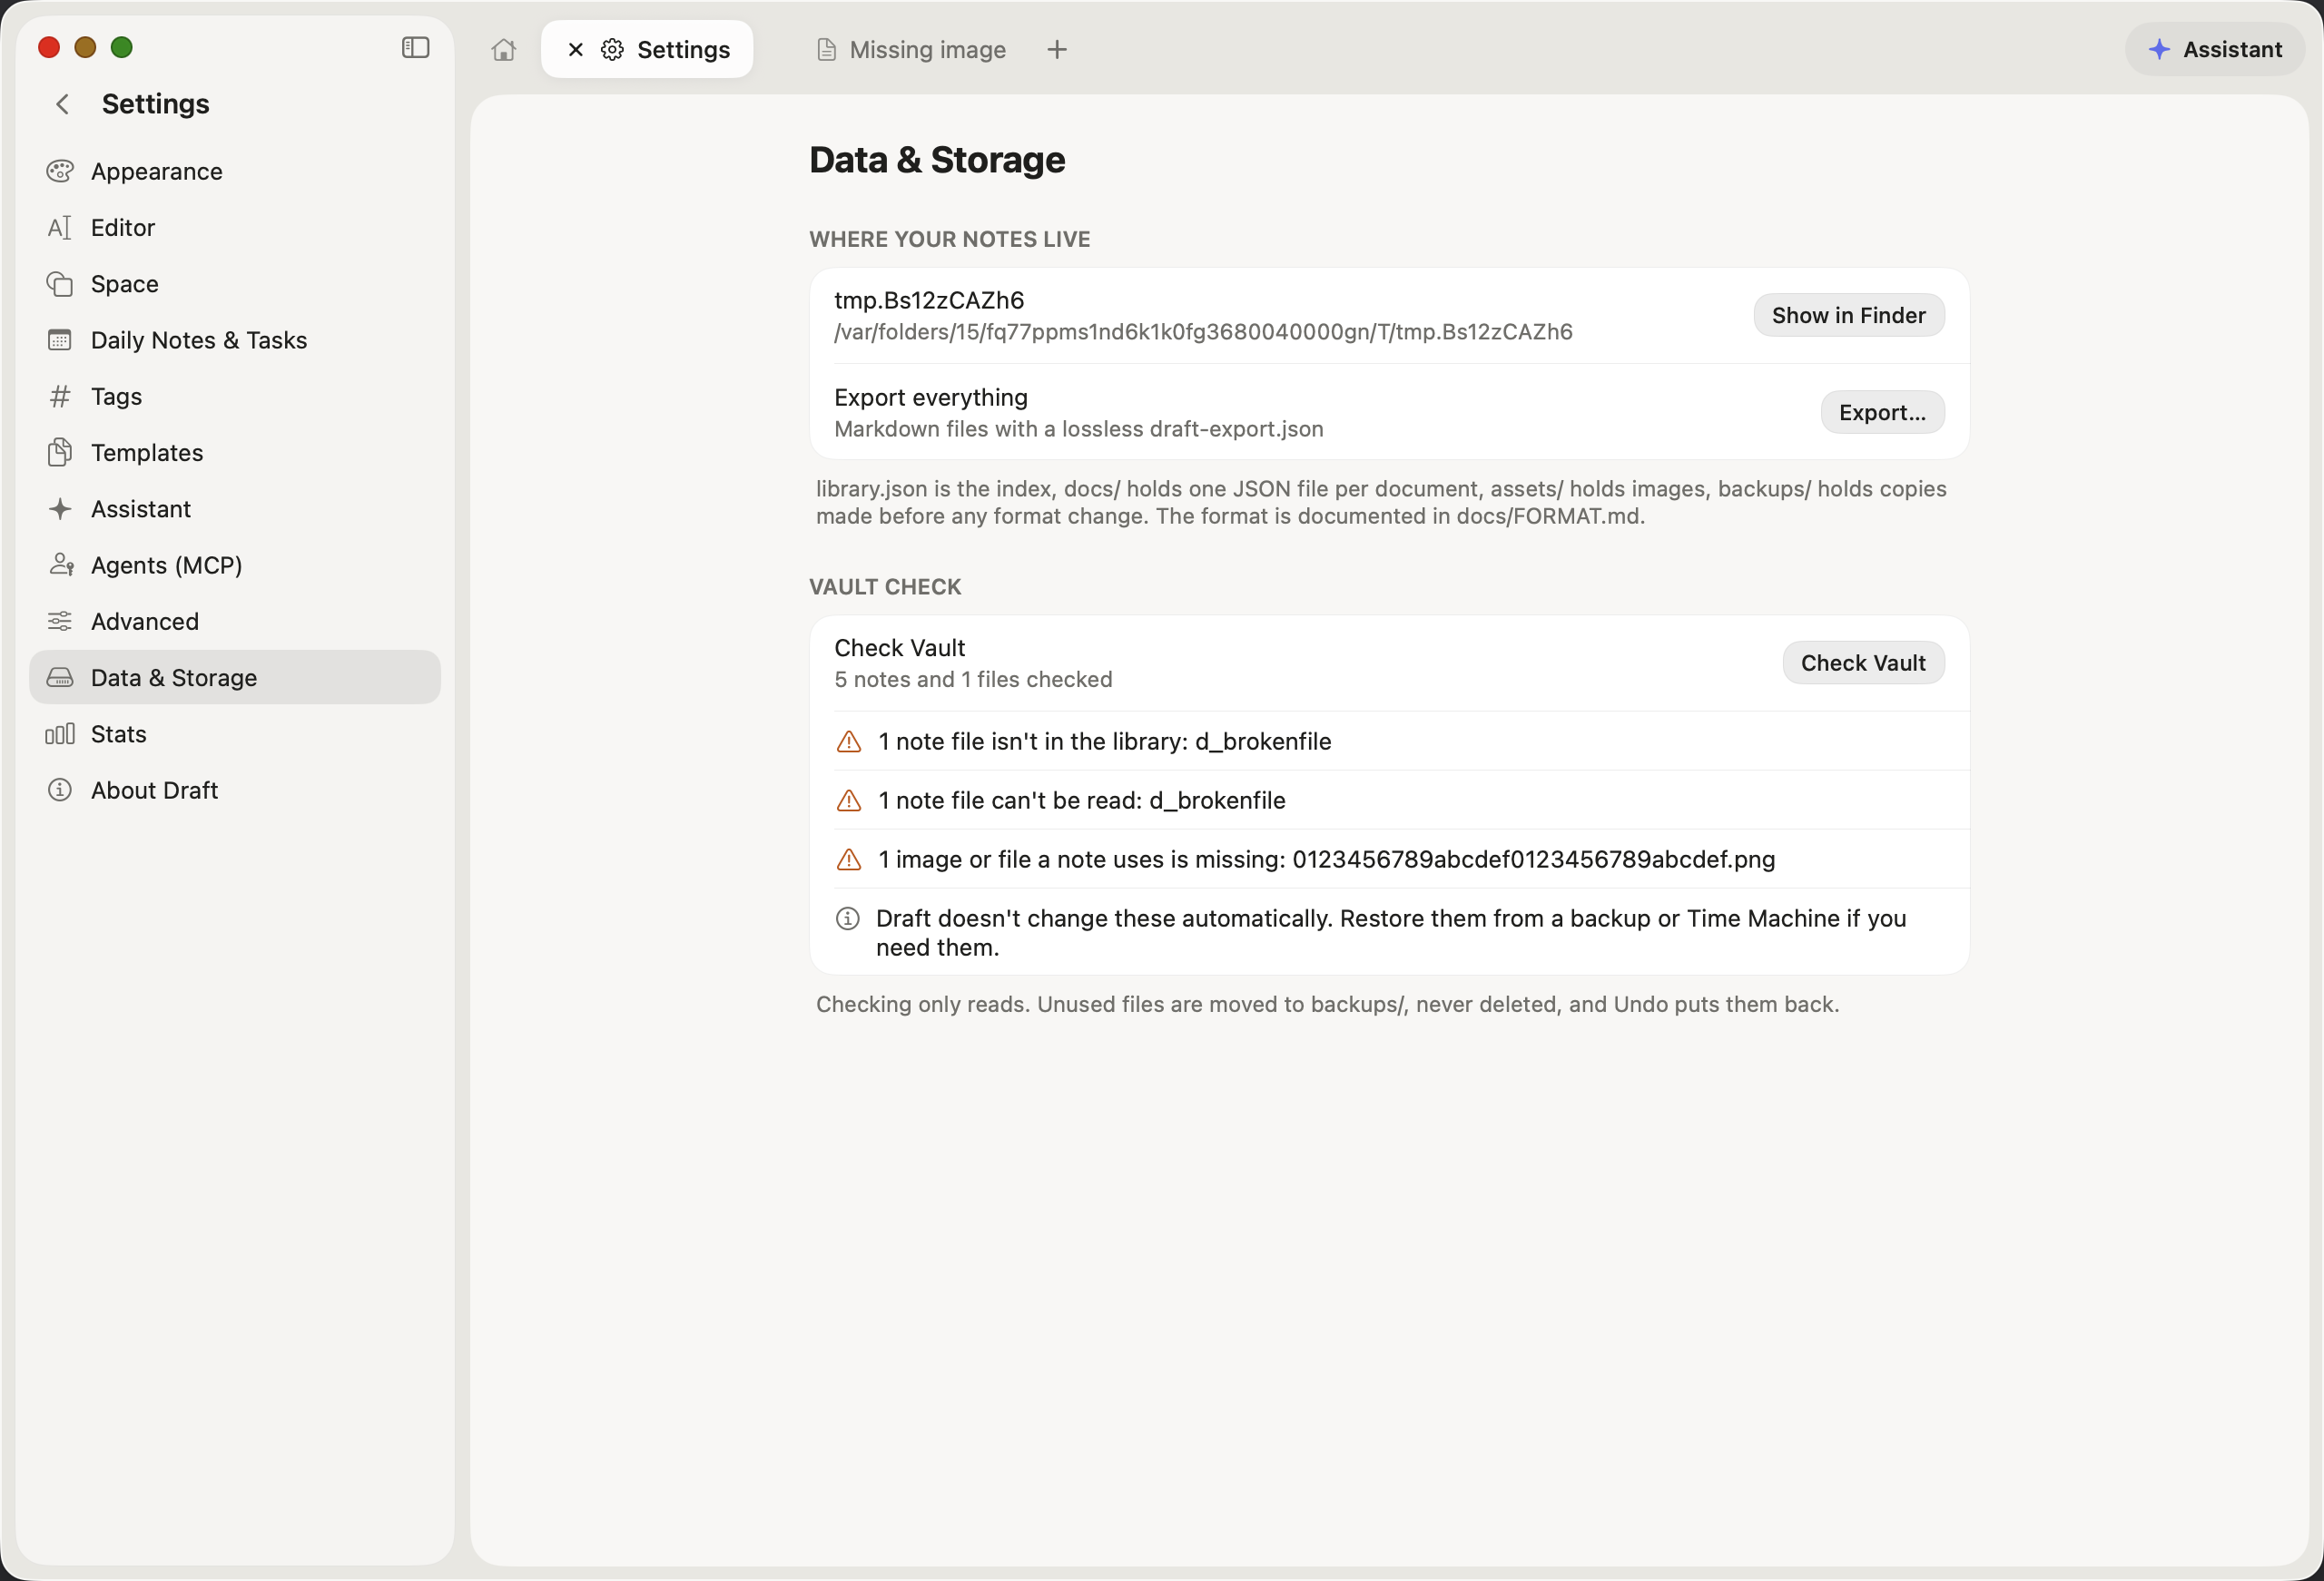 Settings
Missing image
Assistant
Settings
Appearance
Editor
Space
Daily Notes & Tasks
Tags
Templates
Assistant
Agents (MCP)
Advanced
Data & Storage
Stats
About Draft
Data & Storage
WHERE YOUR NOTES LIVE
tmp.Bs12zCAZh6
/var/folders/15/fq77ppms1nd6k1k0fg3680040000gn/T/tmp.Bs12zCAZh6
Show in Finder
Export everything
Markdown files with a lossless draft-export.json
Export...
library.json is the index, docs/ holds one JSON file per document, assets/ holds images, backups/ holds copies
made before any format change. The format is documented in docs/FORMAT.md.
VAULT CHECK
Check Vault
5 notes and 1 files checked
Check Vault
1 note file isn't in the library: d_brokenfile
1 note file can't be read: d_brokenfile
1 image or file a note uses is missing: 0123456789abcdef0123456789abcdef.png
Draft doesn't change these automatically. Restore them from a backup or Time Machine if you
need them.
Checking only reads. Unused files are moved to backups/, never deleted, and Undo puts them back.